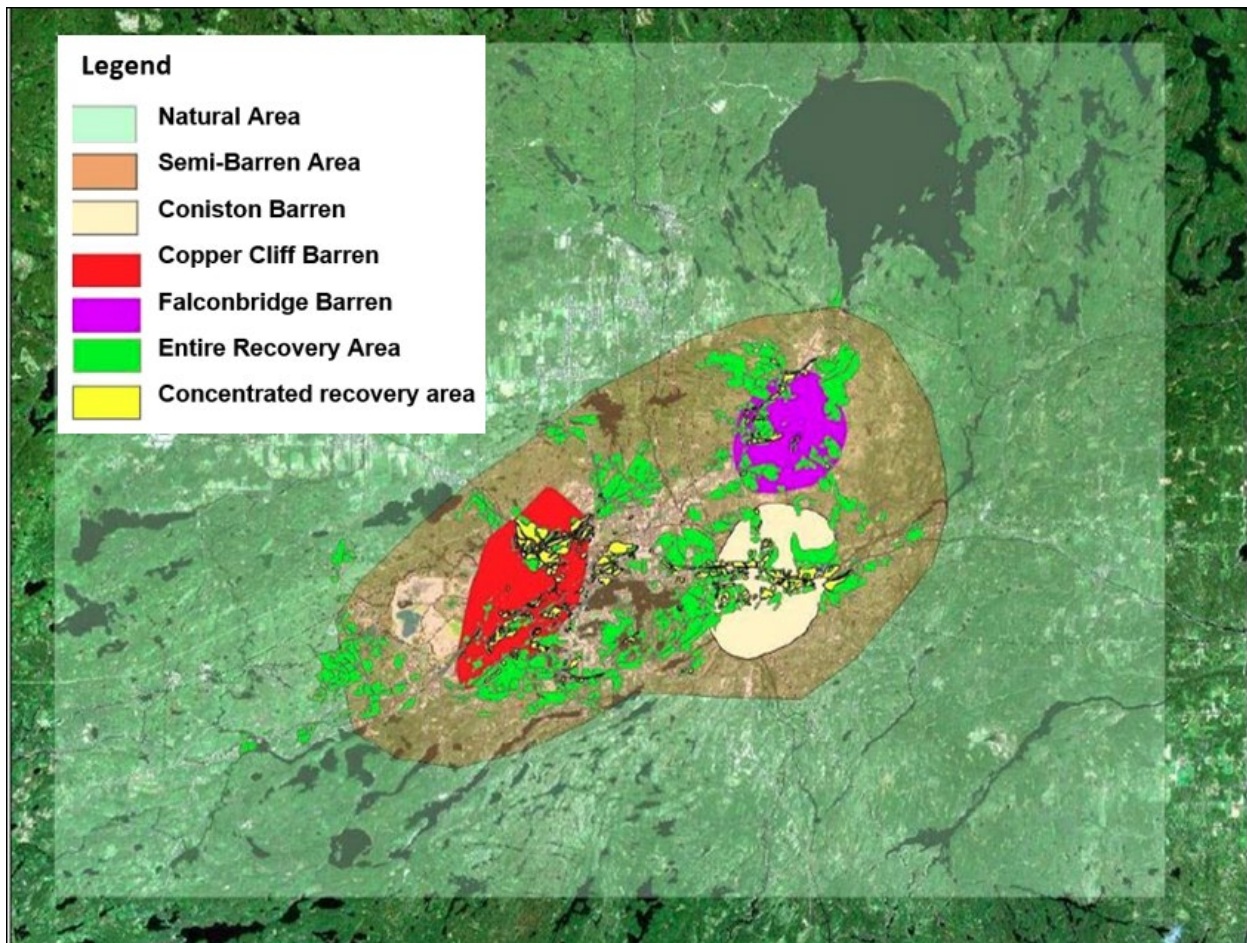 Legend
Natural Area
Semi-Barren Area
Coniston Barren
Copper Cliff Barren
Falconbridge Barren
Entire Recovery Area
Concentrated recovery area